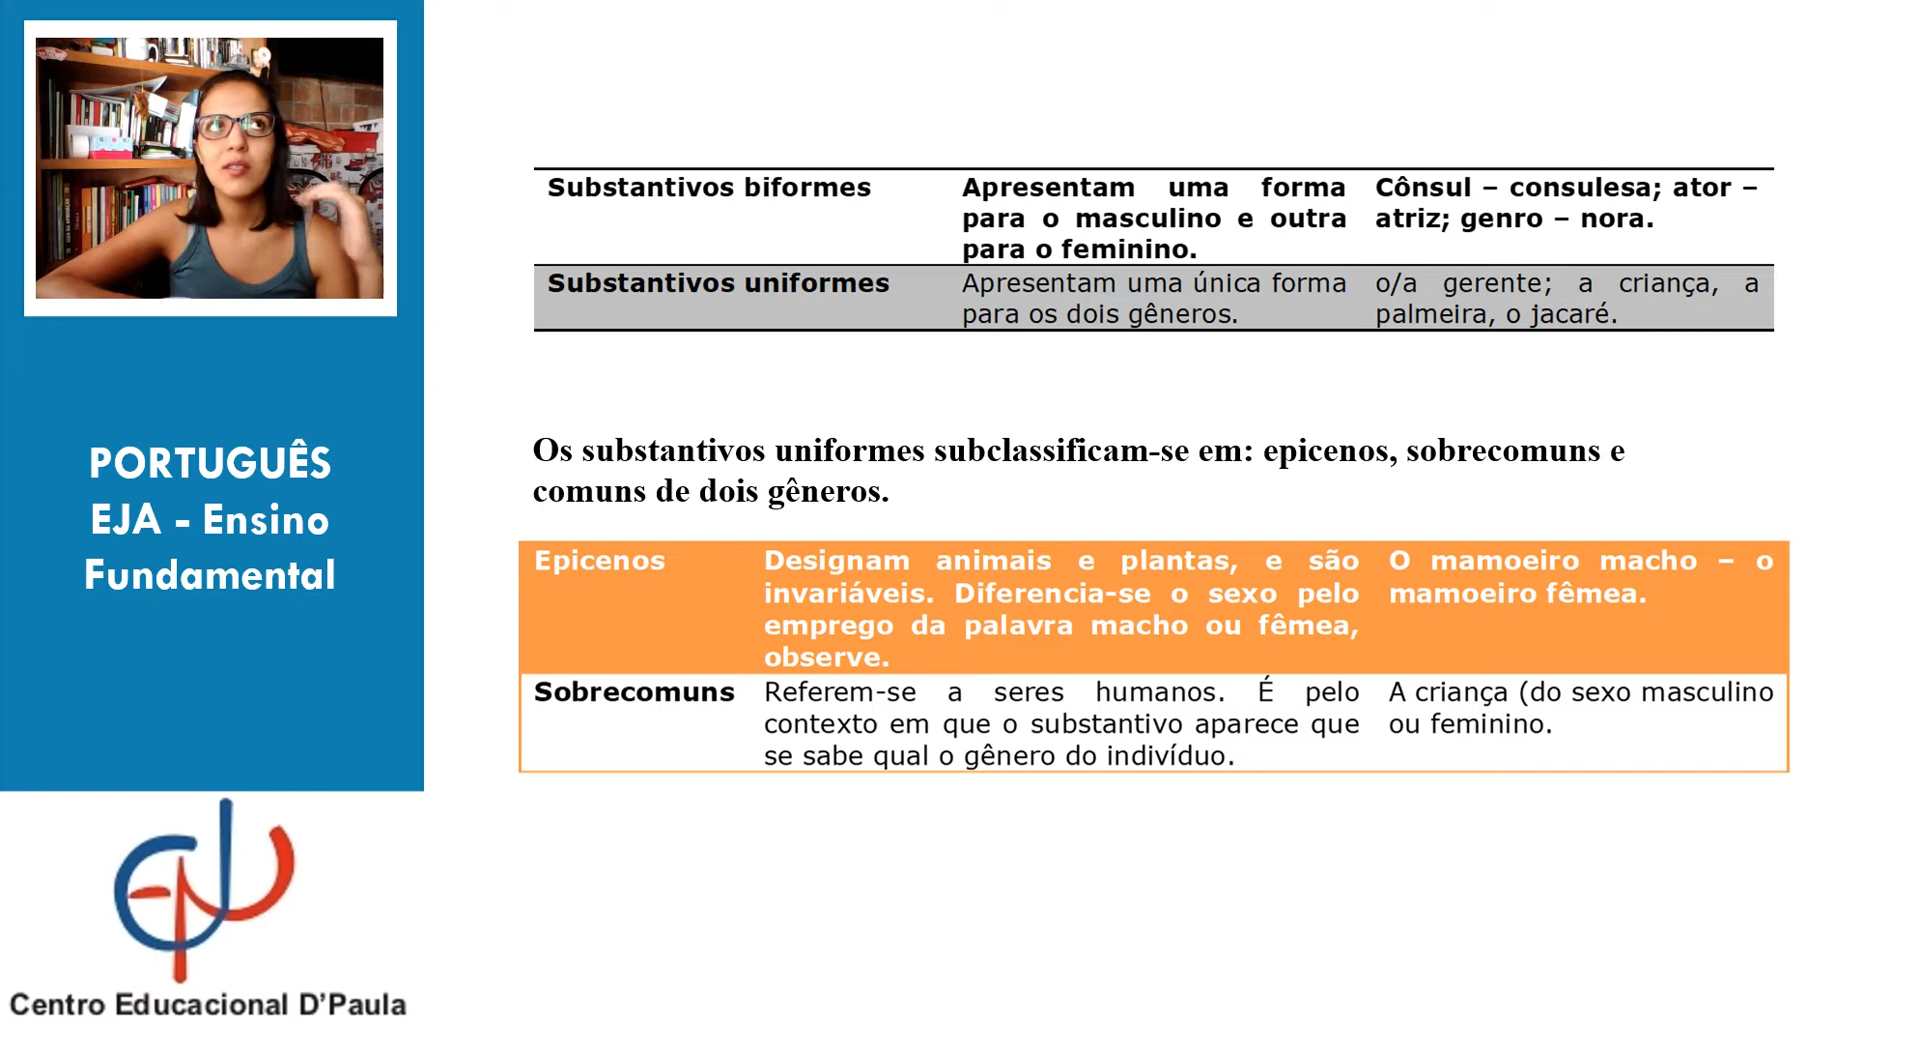 Substantivos biformes
Apresentam uma forma
para o masculino e outra
para o feminino.
Cônsul – consulesa; ator –
atriz; genro – nora.
Substantivos uniformes
Apresentam uma única forma
para os dois gêneros.
o/a gerente; a criança, a
palmeira, o jacaré.
Os substantivos uniformes subclassificam-se em: epicenos, sobrecomuns e
comuns de dois gêneros.
Epicenos
Designam animais e plantas, e são
invariáveis. Diferencia-se o sexo pelo
emprego da palavra macho ou fêmea,
observe.
O mamoeiro macho – o
mamoeiro fêmea.
Sobrecomuns
Referem-se a seres humanos. É pelo
contexto em que o substantivo aparece que
se sabe qual o gênero do indivíduo.
A criança (do sexo masculino
ou feminino.
PORTUGUÊS
EJA - Ensino
Fundamental
Centro Educacional D'Paula